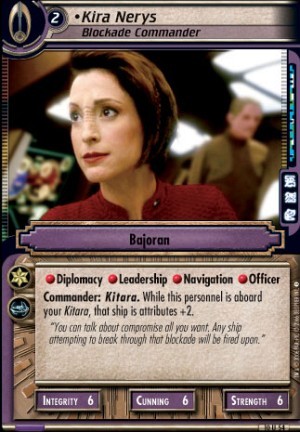 2
•Kira Nerys
Blockade Commander
Bajoran
Diplomacy Leadership Navigation Officer
Commander: Kitara. While this personnel is aboard
your Kitara, that ship is attributes +2.
"You can talk about compromise all you want. Any ship
attempting to break through that blockade will be fired upon."
INTEGRITY 6 CUNNING 6 STRENGTH 6